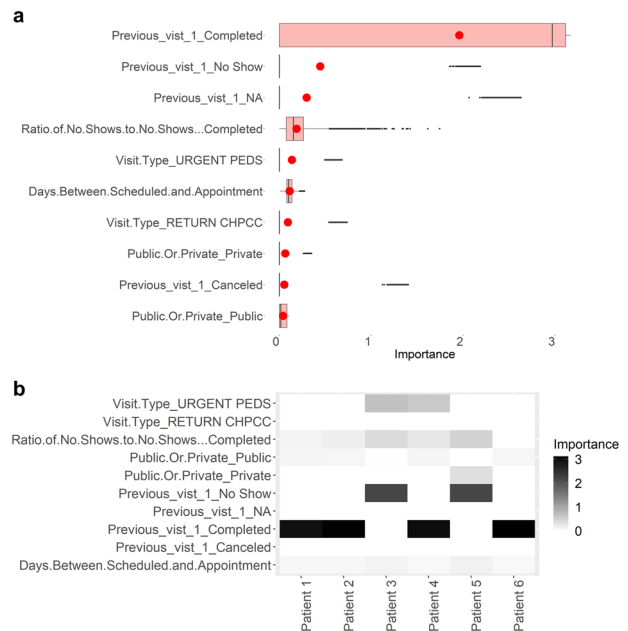 a
Previous_vist_1_Completed
Previous_vist_1_No Show
Previous_vist_1_NA
Ratio.of.No.Shows.to.No.Shows...Completed
Visit.Type_URGENT PEDS
Days.Between.Scheduled.and.Appointment
Visit.Type_RETURN CHPCC
Public.Or.Private_Private
Previous_vist_1_Canceled
Public.Or.Private_Public
0 1 2 3
Importance
b
Visit.Type_URGENT PEDS
Visit.Type_RETURN CHPCC
Ratio.of.No.Shows.to.No.Shows...Completed
Public.Or.Private_Public
Public.Or.Private_Private
Previous_vist_1_No Show
Previous_vist_1_NA
Previous_vist_1_Completed
Previous_vist_1_Canceled
Days.Between.Scheduled.and.Appointment
Patient 1
Patient 2
Patient 3
Patient 4
Patient 5
Patient 6
Importance
3
2
1
0